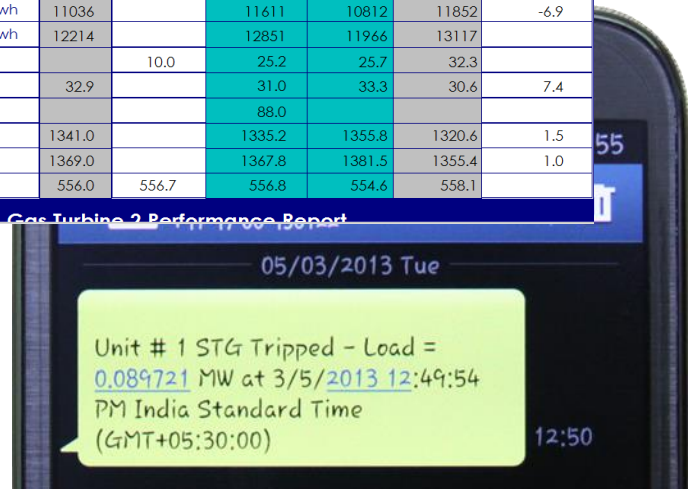 wh 11036 11611 10812 11852 -6.9
wh 12214 12851 11966 13117
10.0 25.2 25.7 32.3
32.9 31.0 33.3 30.6 7.4
88.0
1341.0 1335.2 1355.8 1320.6 1.5
1369.0 1367.8 1381.5 1355.4 1.0
556.0 556.7 556.8 554.6 558.1
Gas Turbine 2 Performance Report
55
05/03/2013 Tue
Unit # 1 STG Tripped - Load =
0.089721 MW at 3/5/2013 12:49:54
PM India Standard Time
(GMT+05:30:00)
12:50